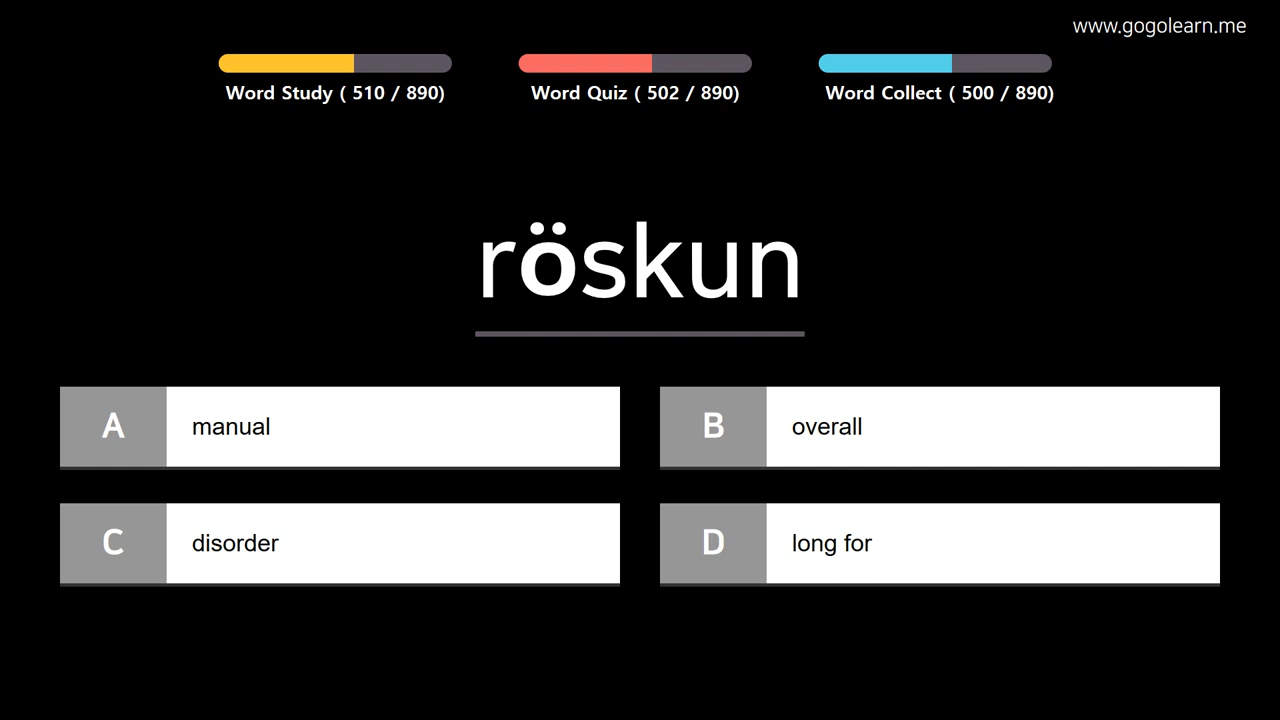 www.gogolearn.me
Word Study ( 510 / 890)
Word Quiz ( 502 / 890)
Word Collect ( 500 / 890)
röskun
A manual
B overall
C disorder
D long for